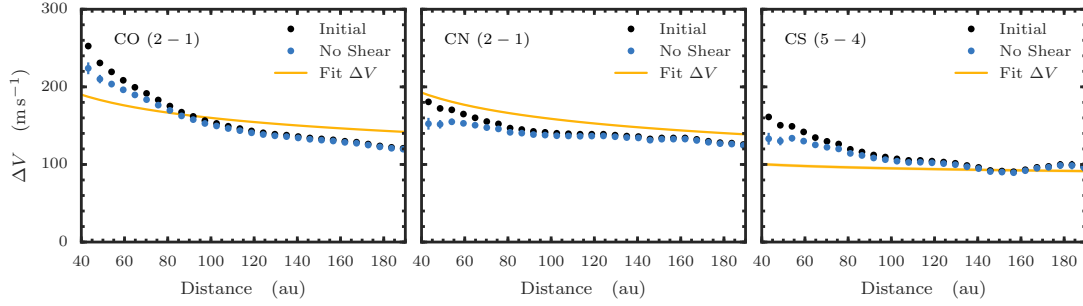 300
200
100
0
ΔV (m s⁻¹)
CO (2 − 1)
Initial
No Shear
Fit ΔV
40 60 80 100 120 140 160 180
Distance (au)
CN (2 − 1)
Initial
No Shear
Fit ΔV
40 60 80 100 120 140 160 180
Distance (au)
CS (5 − 4)
Initial
No Shear
Fit ΔV
40 60 80 100 120 140 160 180
Distance (au)